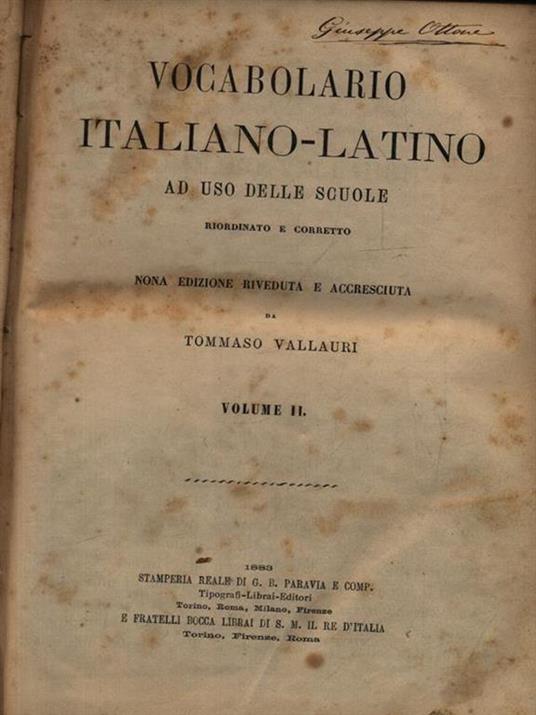 Giuseppe Ottone
VOCABOLARIO
ITALIANO-LATINO
AD USO DELLE SCUOLE
RIORDINATO E CORRETTO
NONA EDIZIONE RIVEDUTA E ACCRESCIUTA
DA
TOMMASO VALLAURI
VOLUME II.
1883
STAMPERIA REALE DI G. B. PARAVIA E COMP.
Tipografi-Librai-Editori
Torino, Roma, Milano, Firenze
E FRATELLI BOCCA LIBRAI DI S. M. IL RE D'ITALIA
Torino, Firenze, Roma